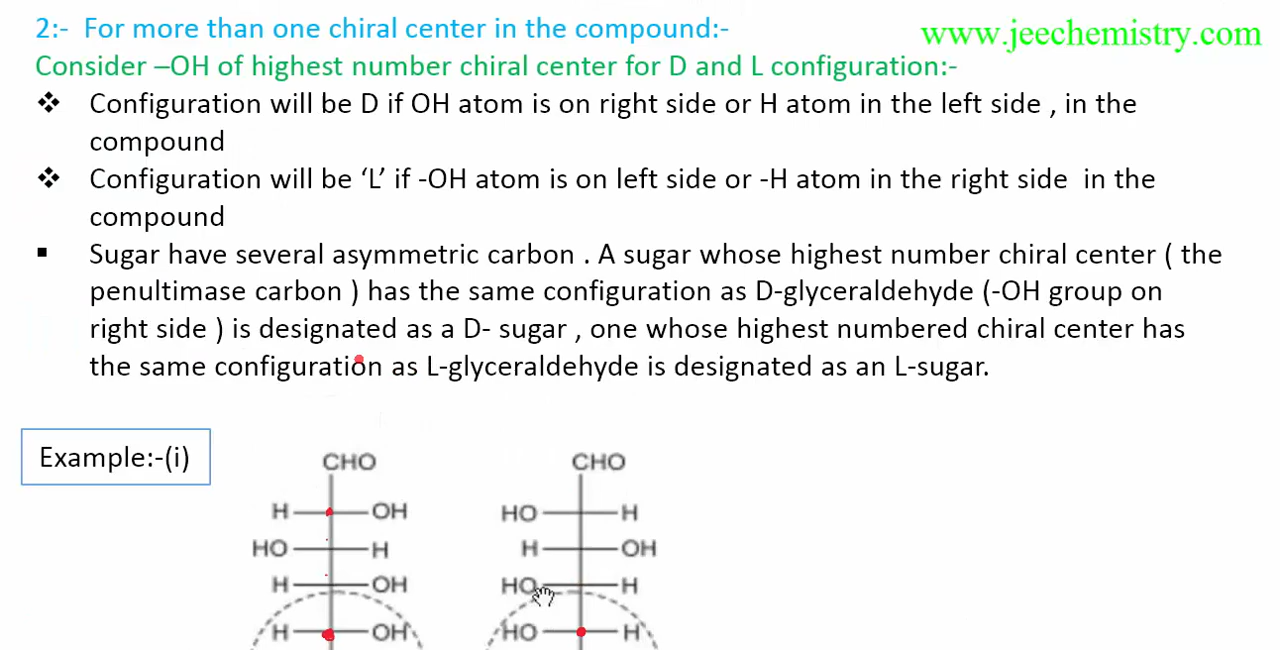 2:- For more than one chiral center in the compound:-
www.jeechemistry.com
Consider –OH of highest number chiral center for D and L configuration:-
❖ Configuration will be D if OH atom is on right side or H atom in the left side , in the
compound
❖ Configuration will be ‘L’ if -OH atom is on left side or -H atom in the right side in the
compound
▪ Sugar have several asymmetric carbon . A sugar whose highest number chiral center ( the
penultimase carbon ) has the same configuration as D-glyceraldehyde (-OH group on
right side ) is designated as a D- sugar , one whose highest numbered chiral center has
the same configuration as L-glyceraldehyde is designated as an L-sugar.
Example:-(i)
CHO CHO
H OH HO H
HO H H OH
H OH HO H
H OH HO H